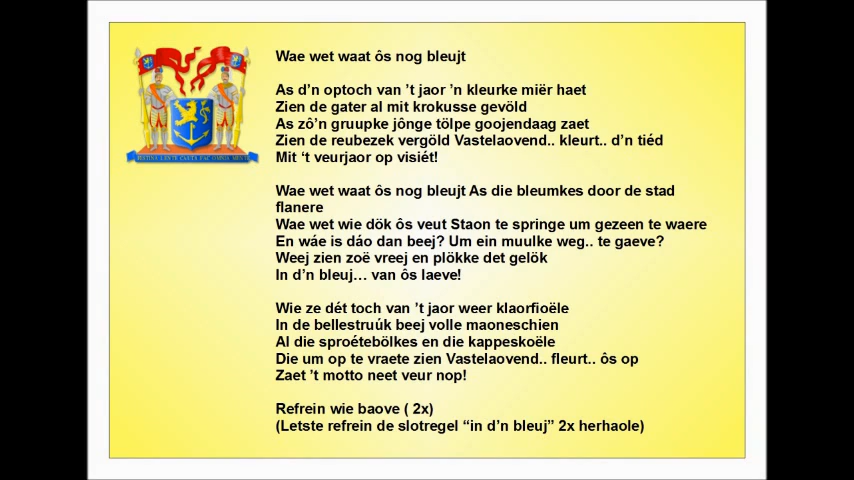 Wae wet waat ôs nog bleujt
As d’n optoch van ’t jaor ’n kleurke miër haet
Zien de gater al mit krokusse gevöld
As zô’n gruupke jônge tölpe goojendaag zaet
Zien de reubezek vergöld Vastelaovend.. kleurt.. d’n tiéd
Mit ‘t veurjaor op visiét!
Wae wet waat ôs nog bleujt As die bleumkes door de stad
flanere
Wae wet wie dök ôs veut Staon te springe um gezeen te waere
En wáe is dáo dan beej? Um ein muulke weg.. te gaeve?
Weej zien zoë vreej en plökke det gelök
In d’n bleuj… van ôs laeve!
Wie ze dét toch van ’t jaor weer klaorfioële
In de bellestruúk beej volle maoneschien
Al die sproétebölkes en die kappeskoële
Die um op te vraete zien Vastelaovend.. fleurt.. ôs op
Zaet ’t motto neet veur nop!
Refrein wie baove ( 2x)
(Letste refrein de slotregel “in d’n bleuj” 2x herhaole)